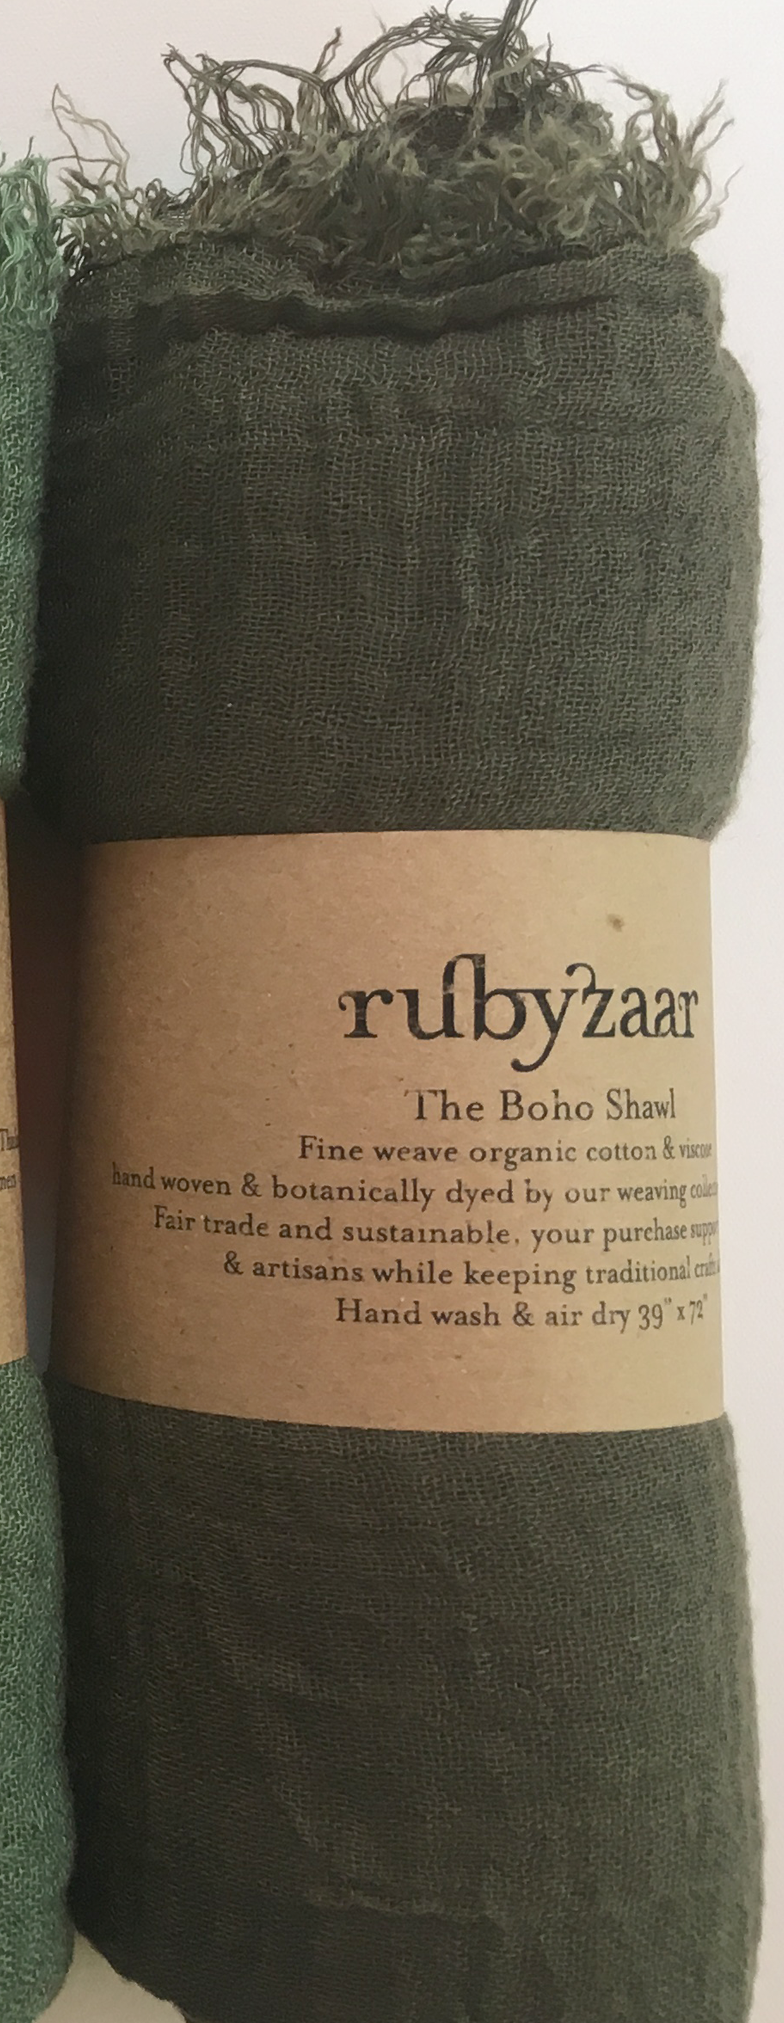 rubyzaar
The Boho Shawl
Fine weave organic cotton & viscose
hand woven & botanically dyed by our weaving
Fair trade and sustainable, your purchase
& artisans while keeping traditional
Hand wash & air dry 39" x 72"